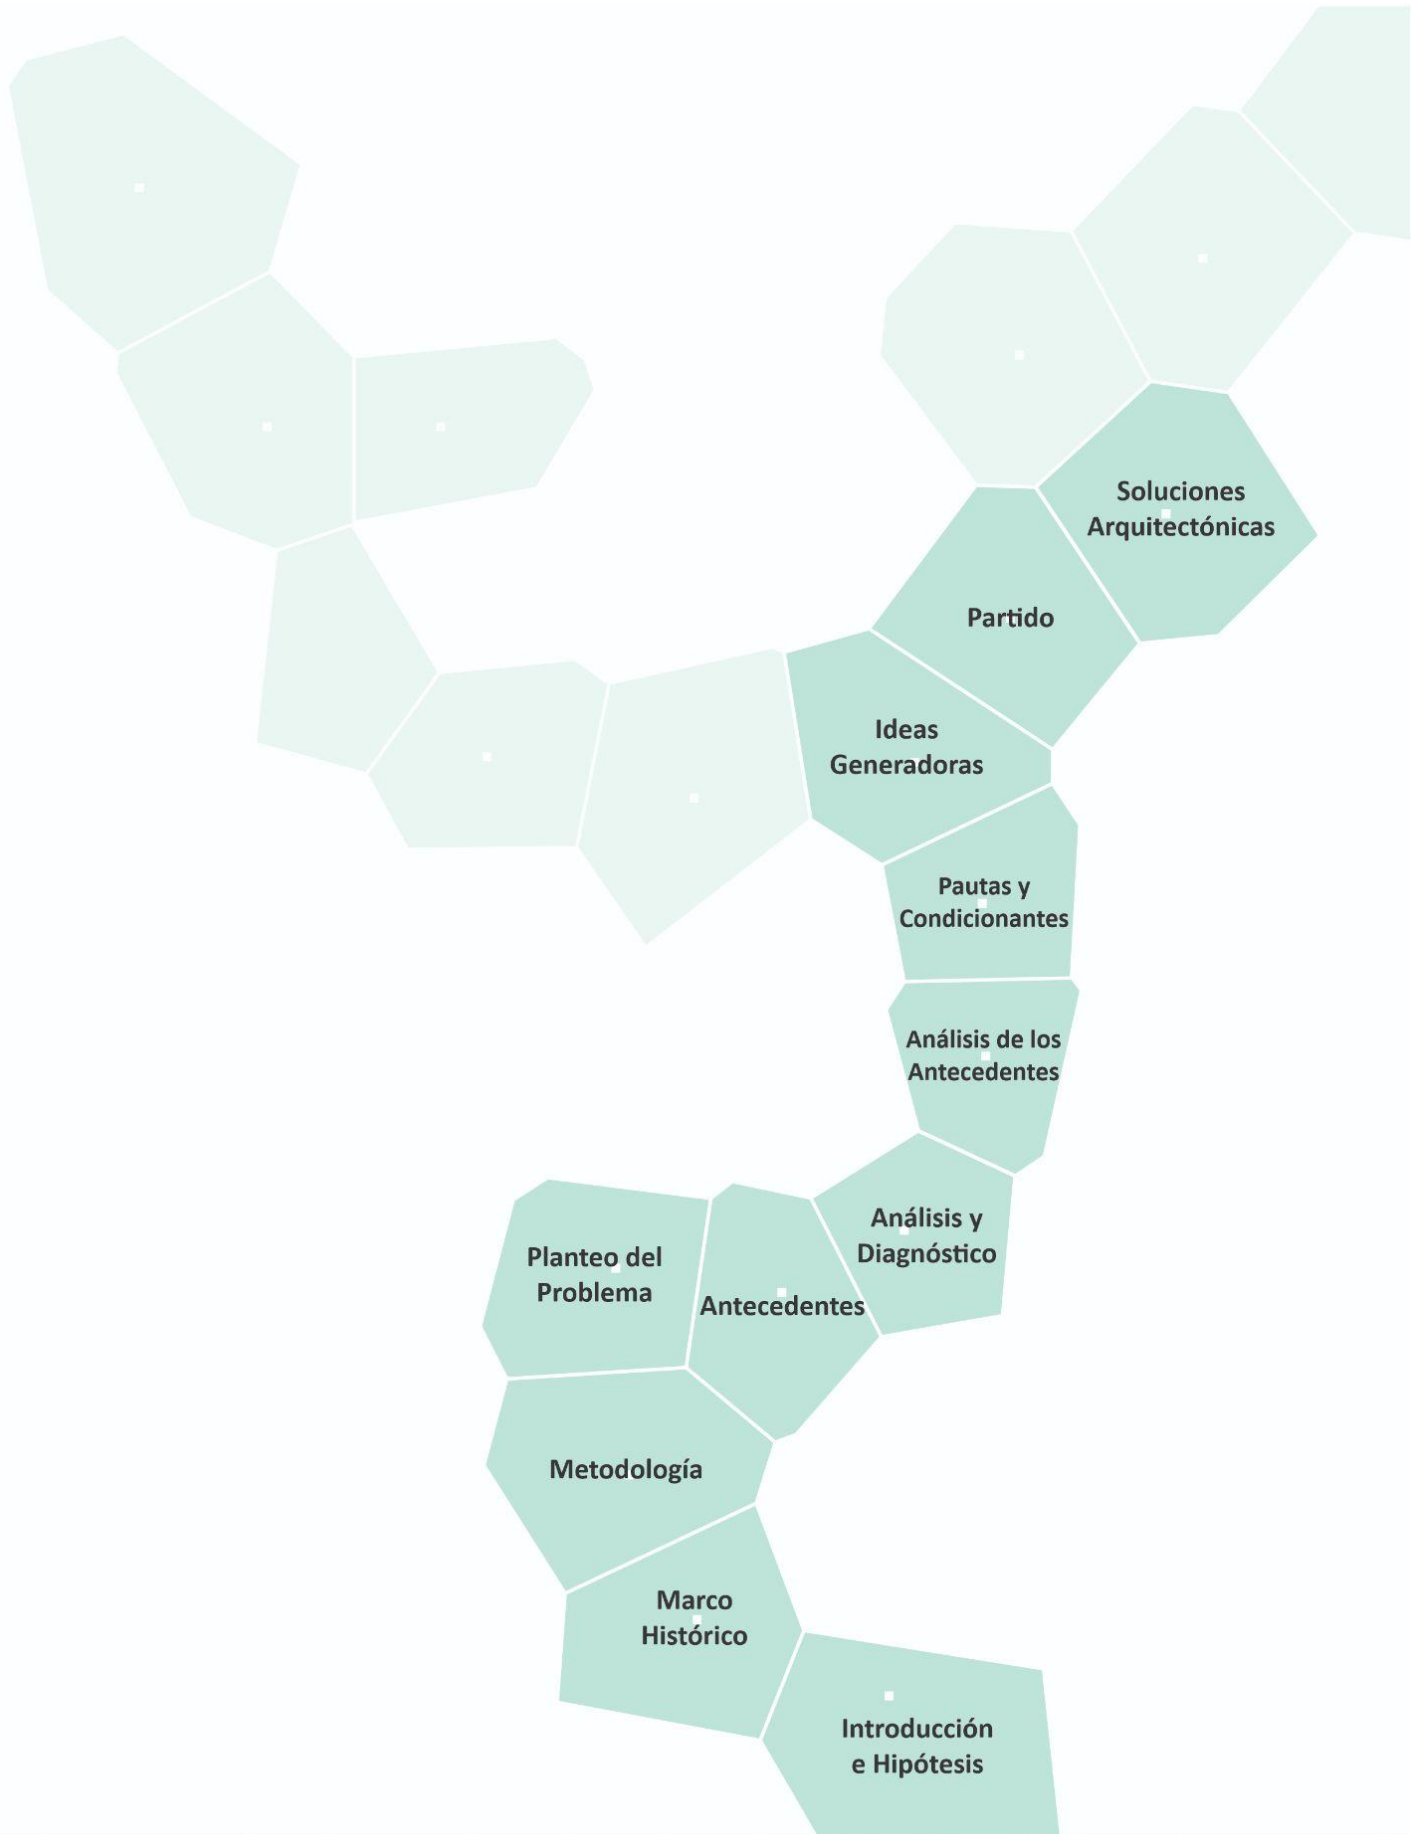 Soluciones
Arquitectónicas
Partido
Ideas
Generadoras
Pautas y
Condicionantes
Análisis de los
Antecedentes
Análisis y
Diagnóstico
Planteo del
Problema
Antecedentes
Metodología
Marco
Histórico
Introducción
e Hipótesis